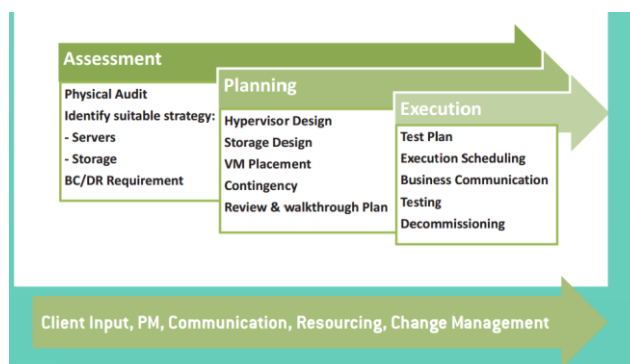 Assessment
Physical Audit
Identify suitable strategy:
- Servers
- Storage
BC/DR Requirement
Planning
Hypervisor Design
Storage Design
VM Placement
Contingency
Review & walkthrough Plan
Execution
Test Plan
Execution Scheduling
Business Communication
Testing
Decommissioning
Client Input, PM, Communication, Resourcing, Change Management